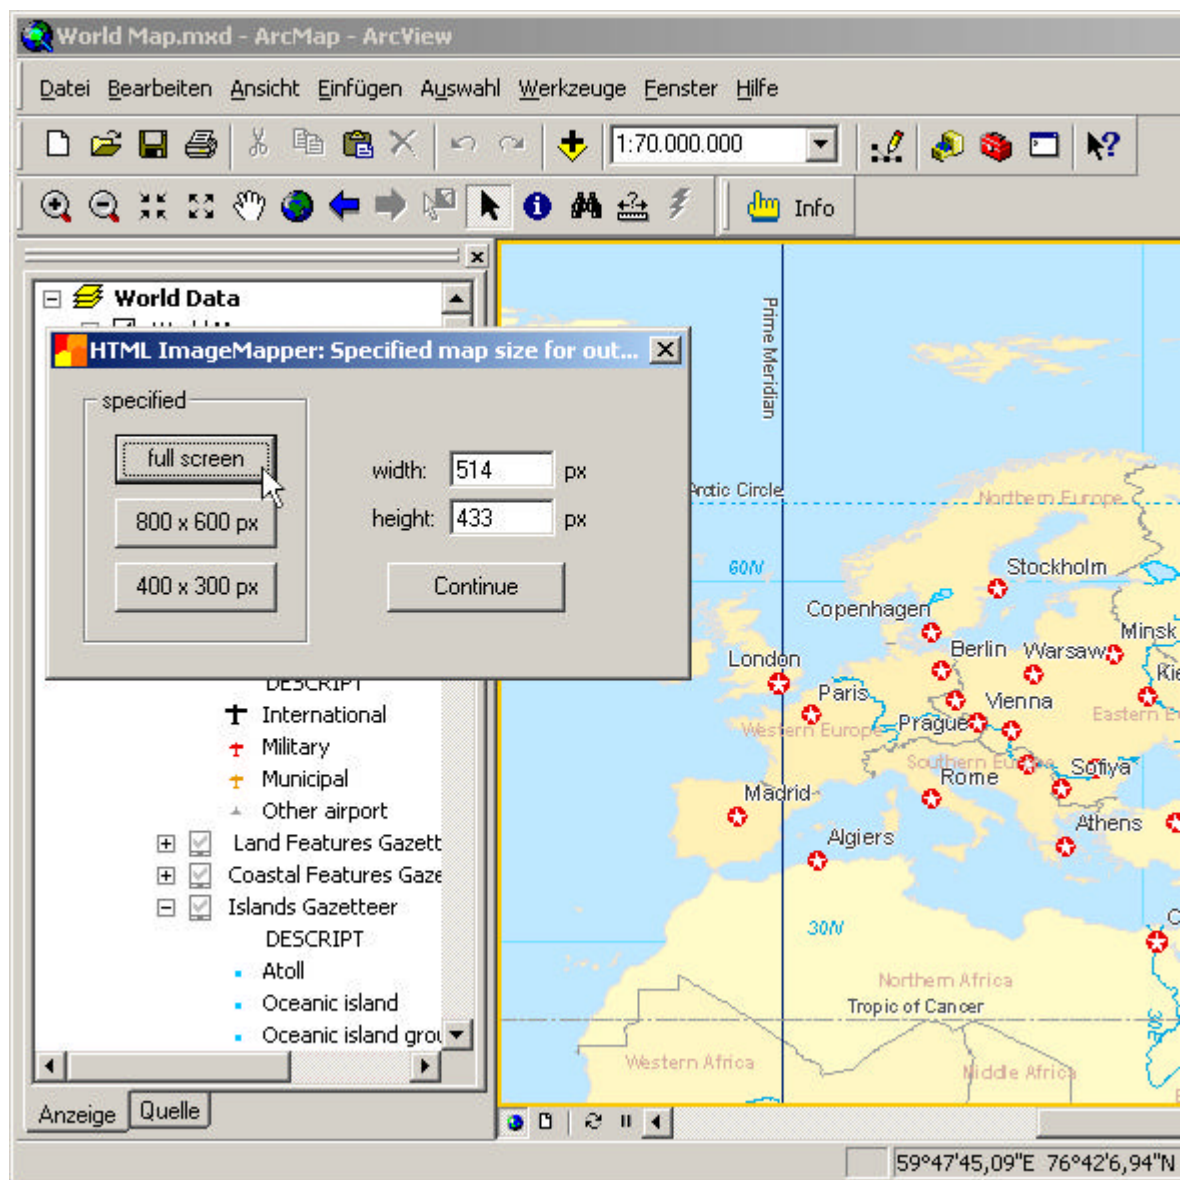 World Map.mxd - ArcMap - ArcView
Datei Bearbeiten Ansicht Einfügen Auswahl Werkzeuge Fenster Hilfe
1:70.000.000
Info
World Data
HTML ImageMapper: Specified map size for out...
specified
full screen
800 x 600 px
400 x 300 px
width: 514 px
height: 433 px
Continue
DESCRIPT
International
Military
Municipal
Other airport
Land Features Gazett
Coastal Features Gaze
Islands Gazetteer
DESCRIPT
Atoll
Oceanic island
Oceanic island grou
Anzeige Quelle
Prime Meridian
Arctic Circle
Northern Europe
60N
Stockholm
Copenhagen
Minsk
Berlin Warsaw
London
Kie
Paris
Vienna
Prague
Western Europe
Eastern E
Southern Europe
Sofiya
Rome
Madrid
Athens
Algiers
30N
C
Northern Africa
Tropic of Cancer
30E
Western Africa
Middle Africa
59°47'45,09"E 76°42'6,94"N